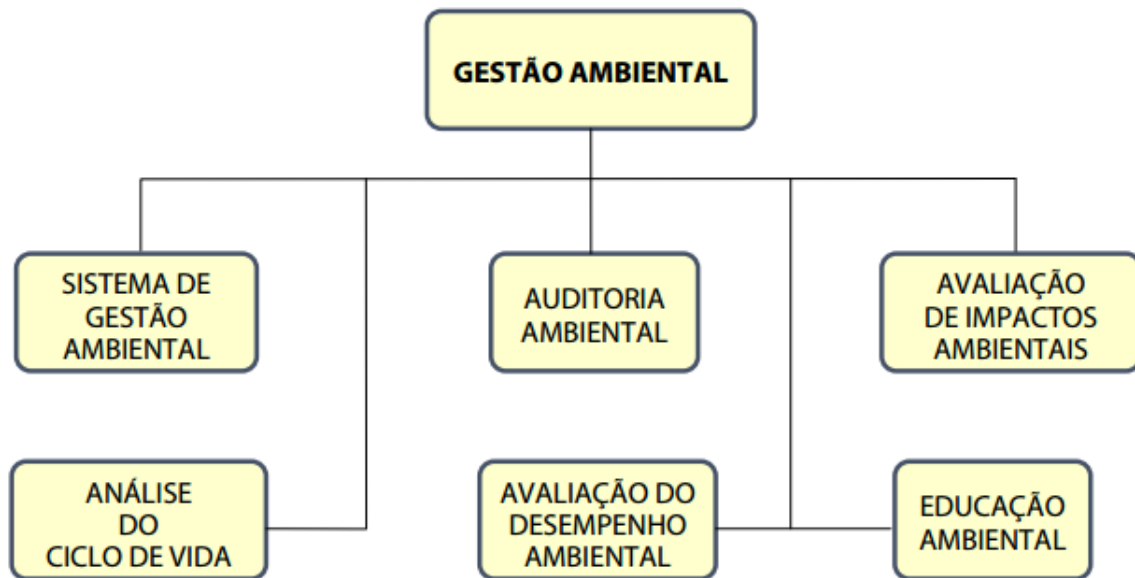 GESTÃO AMBIENTAL
SISTEMA DE
GESTÃO
AMBIENTAL
AUDITORIA
AMBIENTAL
AVALIAÇÃO
DE IMPACTOS
AMBIENTAIS
ANÁLISE
DO
CICLO DE VIDA
AVALIAÇÃO DO
DESEMPENHO
AMBIENTAL
EDUCAÇÃO
AMBIENTAL